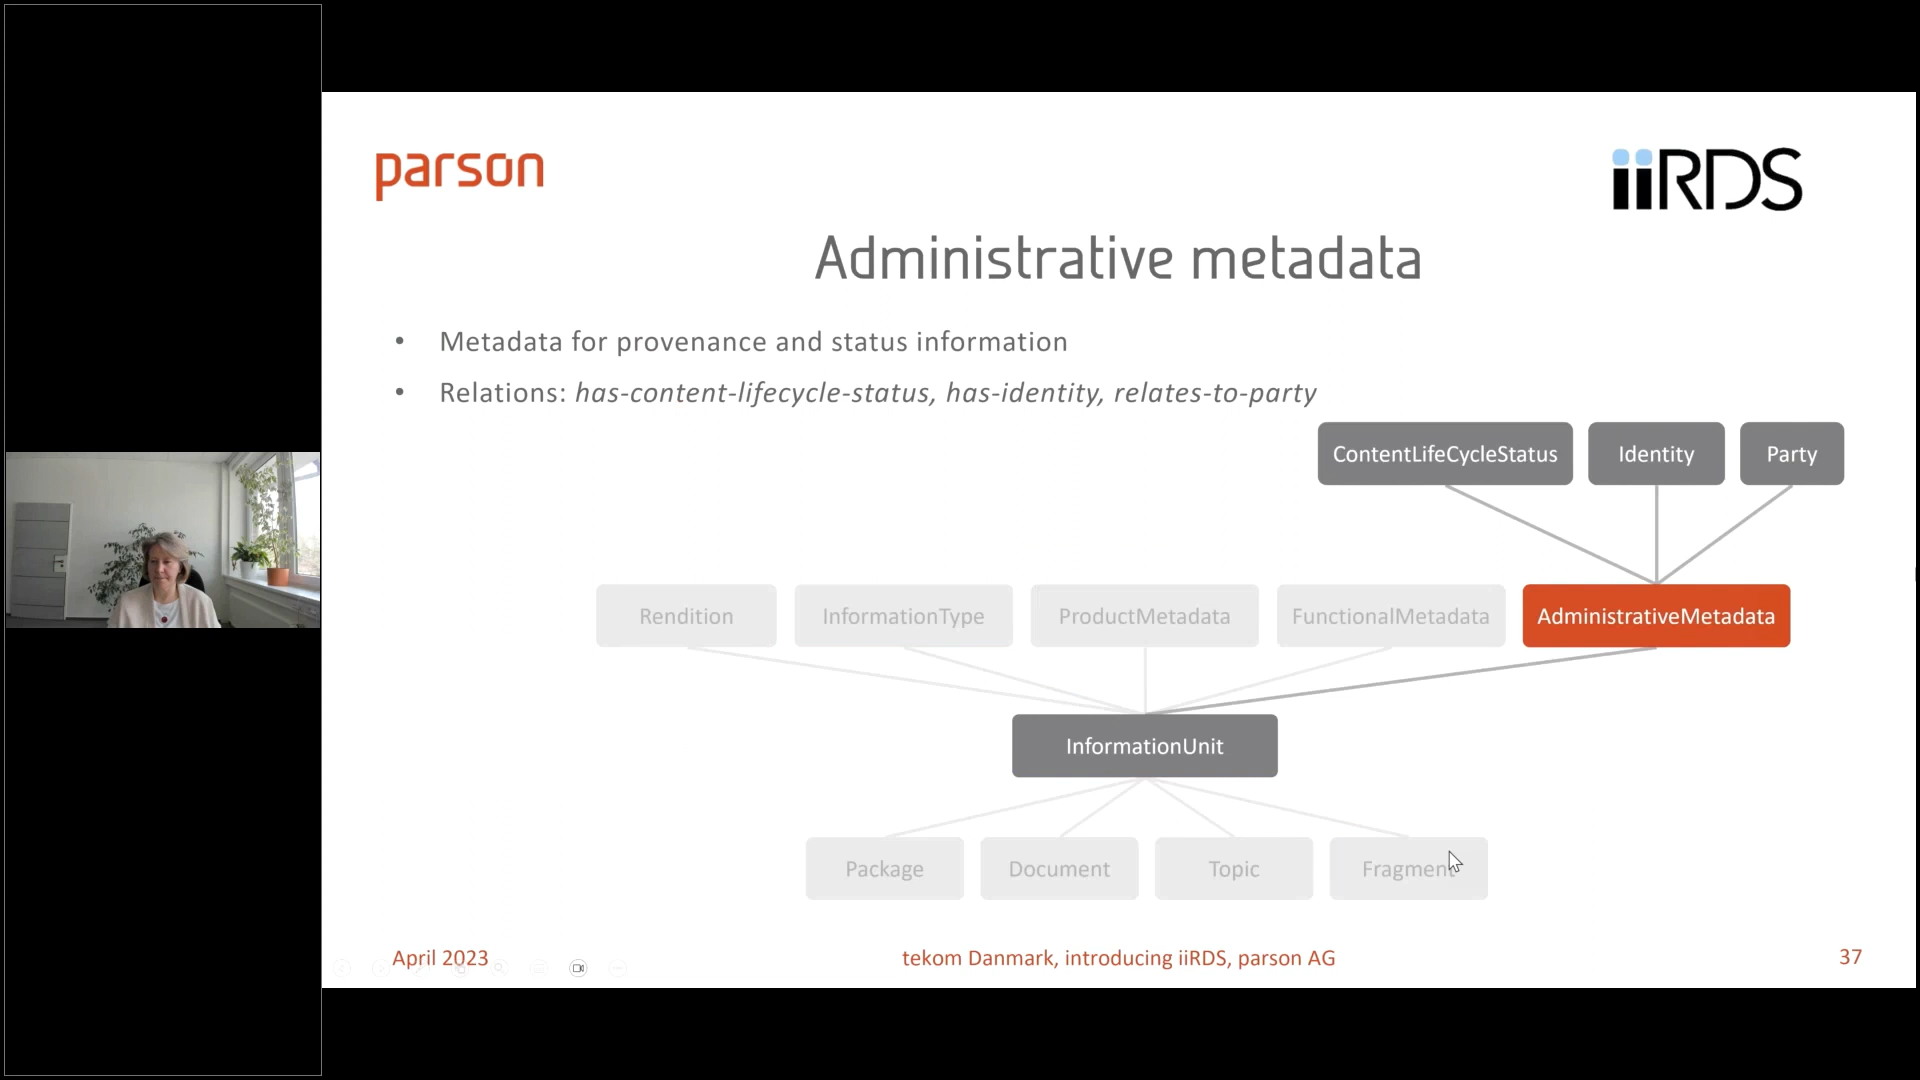 parson
iiRDS
Administrative metadata
• Metadata for provenance and status information
• Relations: has-content-lifecycle-status, has-identity, relates-to-party
ContentLifeCycleStatus
Identity
Party
Rendition
InformationType
ProductMetadata
FunctionalMetadata
AdministrativeMetadata
InformationUnit
Package
Document
Topic
Fragment
April 2023
tekom Danmark, introducing iiRDS, parson AG
37